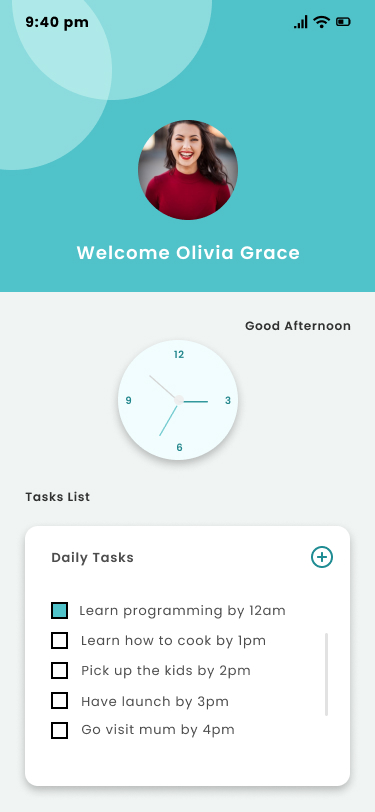 9:40 pm
Welcome Olivia Grace
Good Afternoon
12
9
3
6
Tasks List
Daily Tasks
Learn programming by 12am
Learn how to cook by 1pm
Pick up the kids by 2pm
Have launch by 3pm
Go visit mum by 4pm